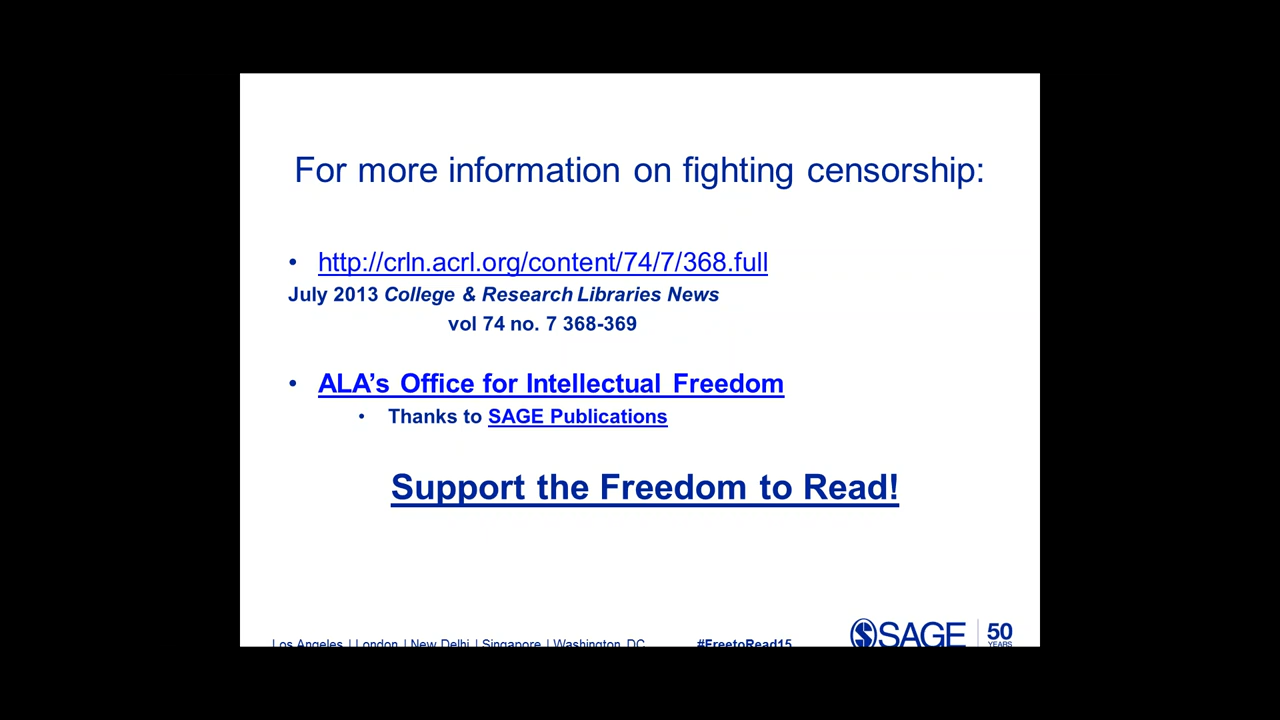 For more information on fighting censorship:
• http://crln.acrl.org/content/74/7/368.full
July 2013 College & Research Libraries News
vol 74 no. 7 368-369
• ALA's Office for Intellectual Freedom
• Thanks to SAGE Publications
Support the Freedom to Read!
Los Angeles | London | New Delhi | Singapore | Washington DC
#FreetoRead15
SAGE
50
YEARS